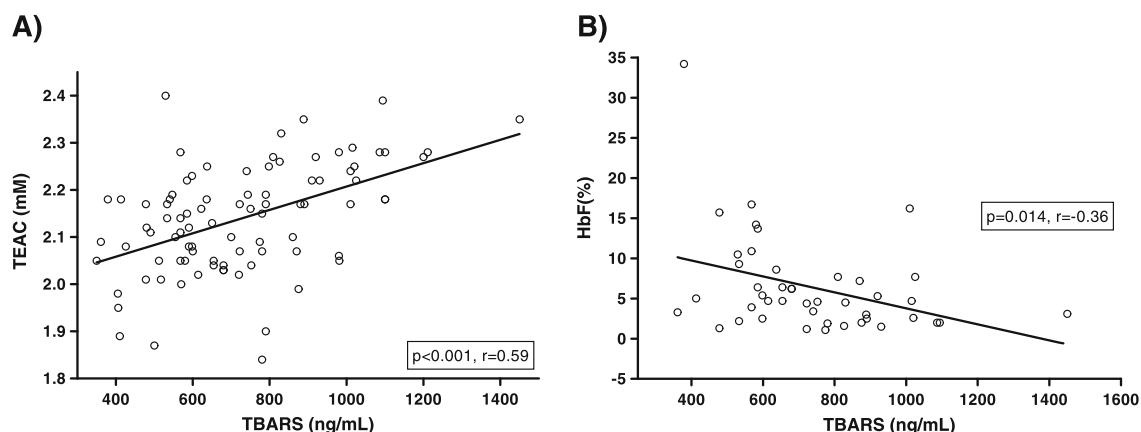 A)
TEAC (mM)
2.4
2.3
2.2
2.1
2.0
1.9
1.8
p<0.001, r=0.59
400 600 800 1000 1200 1400
TBARS (ng/mL)
B)
HbF(%)
35
30
25
20
15
10
5
0
-5
p=0.014, r=-0.36
400 600 800 1000 1200 1400 1600
TBARS (ng/mL)